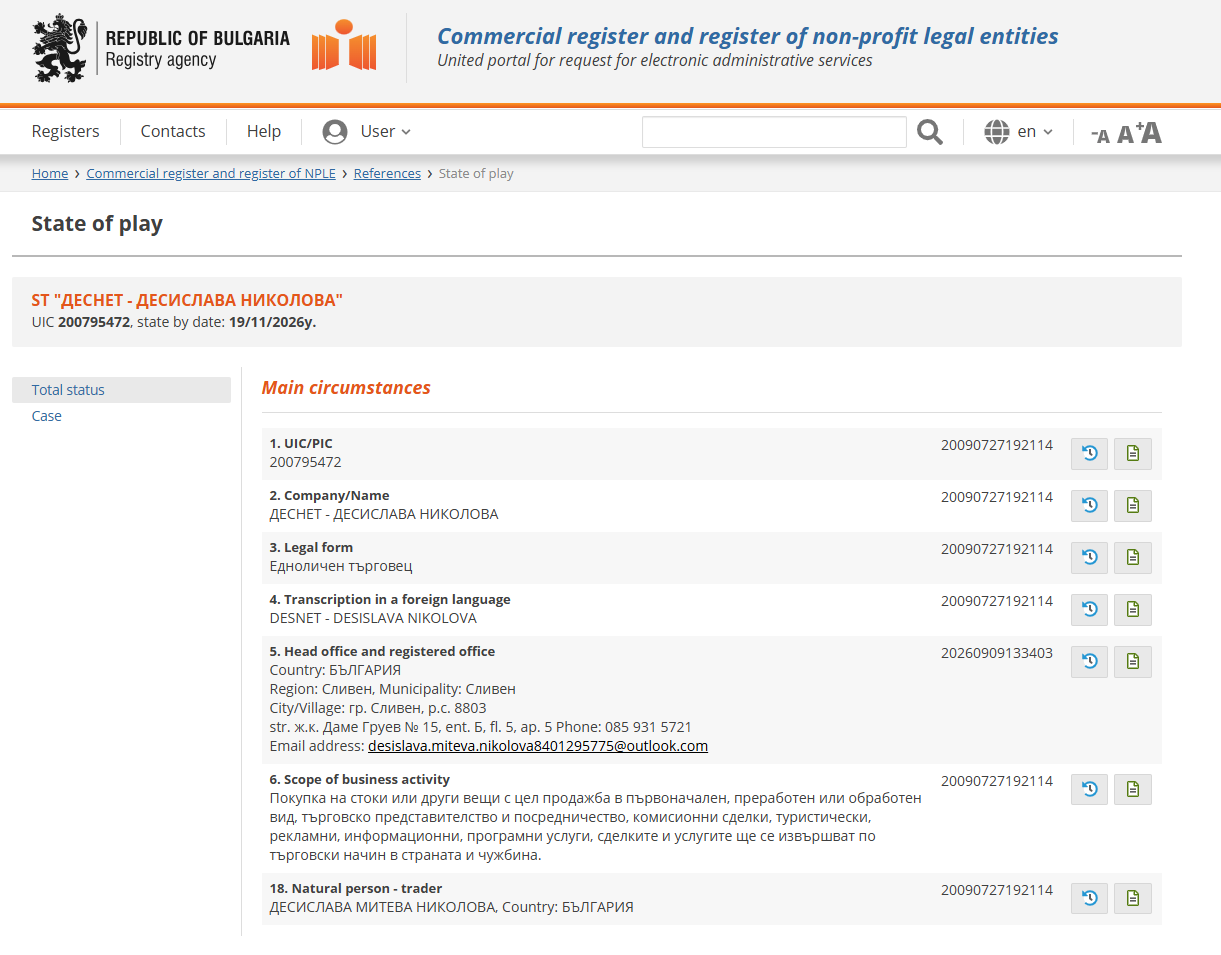 REPUBLIC OF BULGARIA
Registry agency
Commercial register and register of non-profit legal entities
United portal for request for electronic administrative services
Registers
Contacts
Help
User
en
-A A +A
Home › Commercial register and register of NPLE › References › State of play
State of play
ST "ДЕСНЕТ - ДЕСИСЛАВА НИКОЛОВА"
UIC 200795472, state by date: 19/11/2026y.
Total status
Case
Main circumstances
1. UIC/PIC
200795472
20090727192114
2. Company/Name
ДЕСНЕТ - ДЕСИСЛАВА НИКОЛОВА
20090727192114
3. Legal form
Едноличен търговец
20090727192114
4. Transcription in a foreign language
DESNET - DESISLAVA NIKOLOVA
20090727192114
5. Head office and registered office
Country: БЪЛГАРИЯ
Region: Сливен, Municipality: Сливен
City/Village: гр. Сливен, p.c. 8803
str. ж.к. Даме Груев № 15, ent. Б, fl. 5, ap. 5 Phone: 085 931 5721
Email address: desislava.miteva.nikolova8401295775@outlook.com
20260909133403
6. Scope of business activity
Покупка на стоки или други вещи с цел продажба в първоначален, преработен или обработен
вид, търговско представителство и посредничество, комисионни сделки, туристически,
рекламни, информационни, програмни услуги, сделките и услугите ще се извършват по
търговски начин в страната и чужбина.
20090727192114
18. Natural person - trader
ДЕСИСЛАВА МИТЕВА НИКОЛОВА, Country: БЪЛГАРИЯ
20090727192114